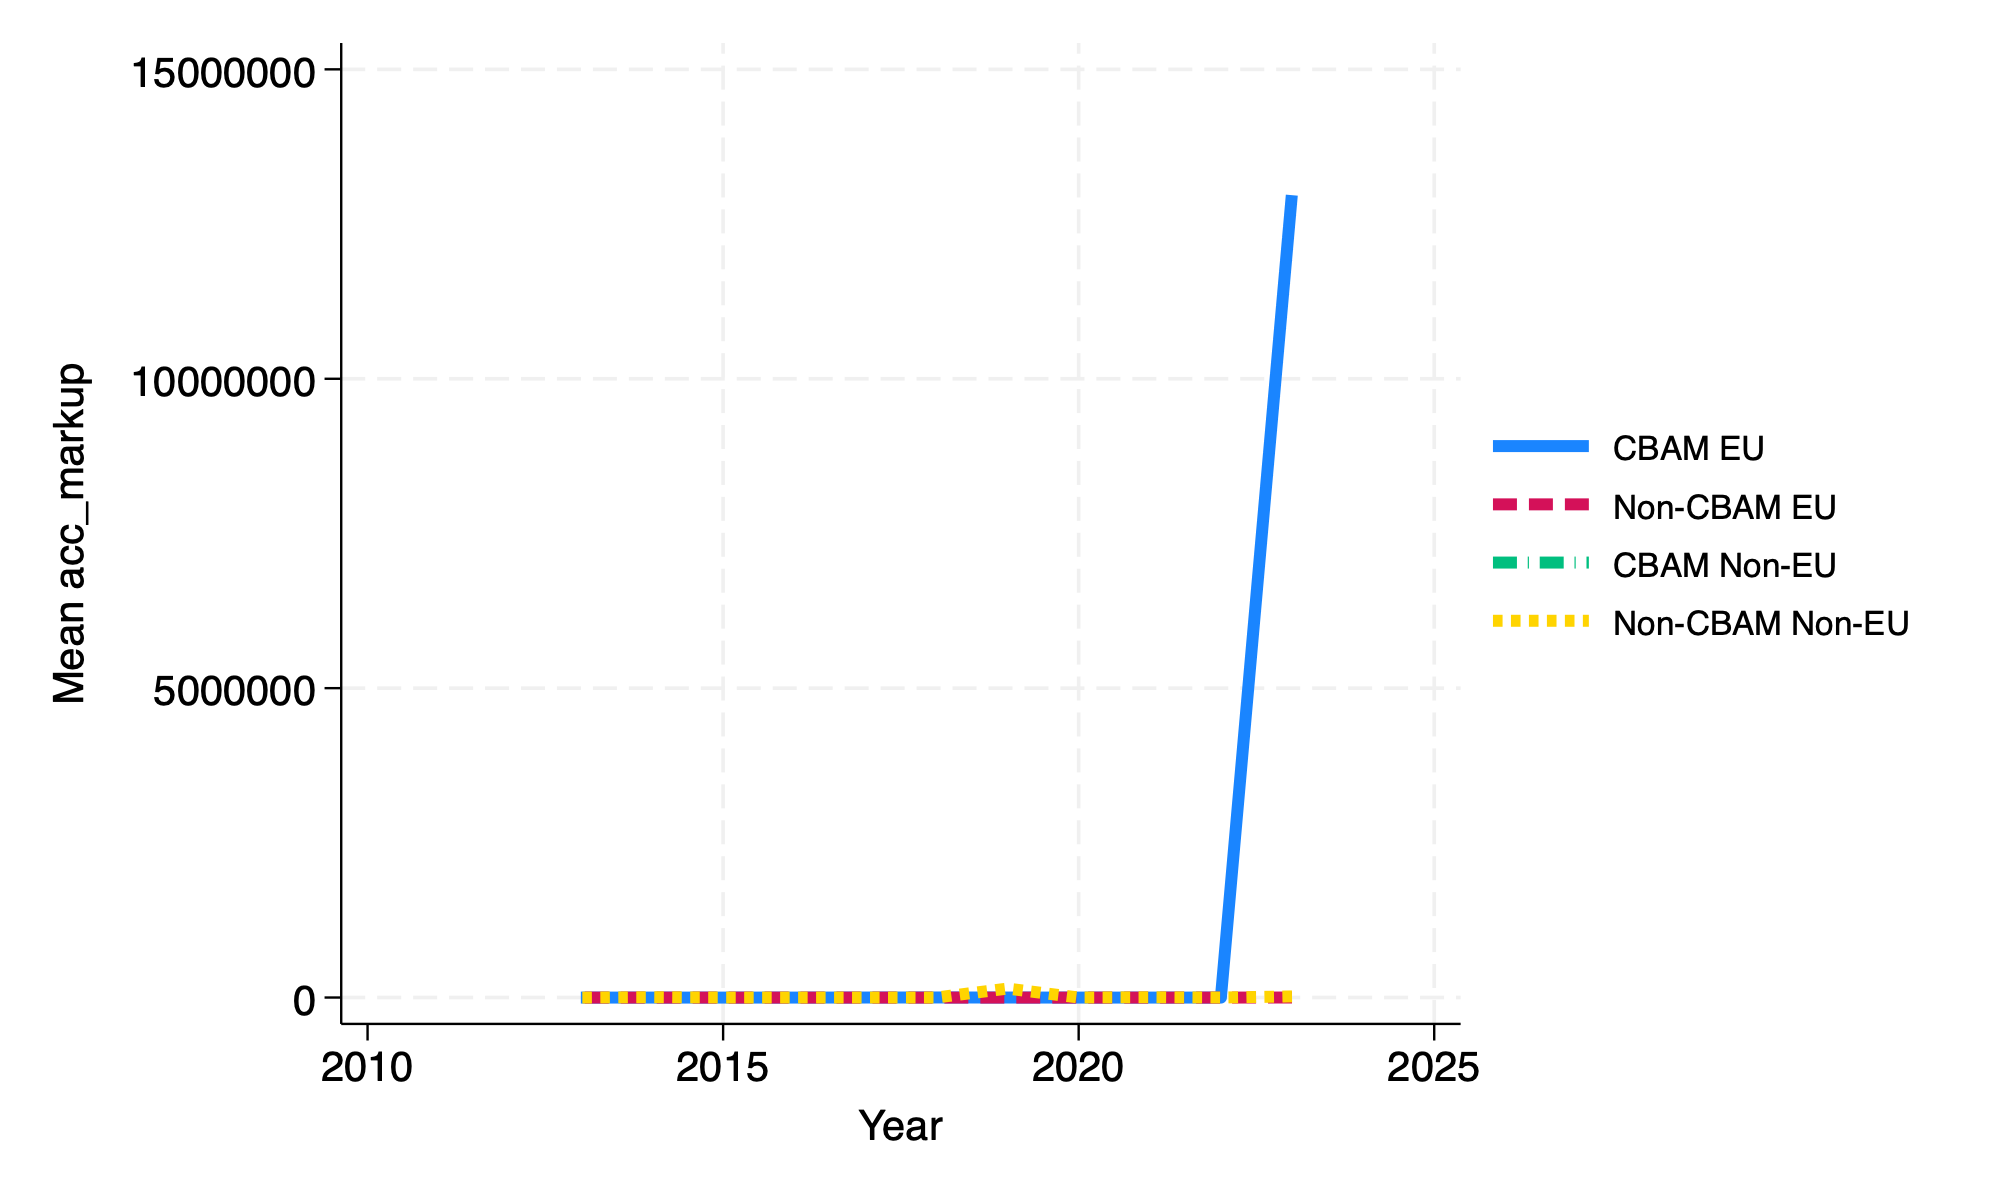 Mean acc_markup
15000000
10000000
5000000
0
2010 2015 2020 2025
Year
CBAM EU
Non-CBAM EU
CBAM Non-EU
Non-CBAM Non-EU